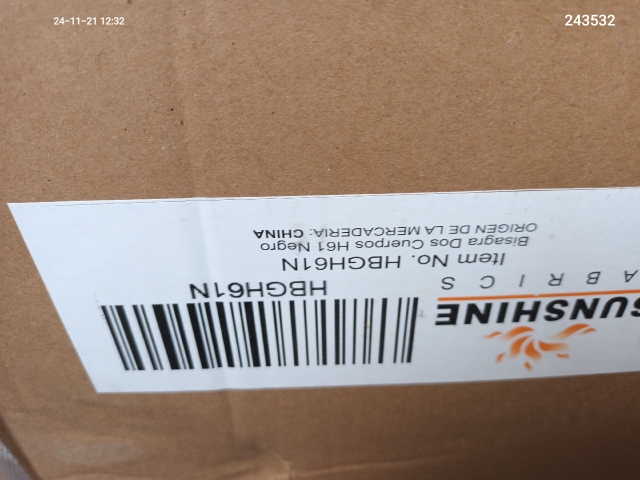 24-11-21 12:32
243532
SUNSHINE
ABRICS
HBGH61N
Item No. HBGH61N
Bisagra Dos Cuerpos H61 Negro
ORIGEN DE LA MERCADERIA: CHINA